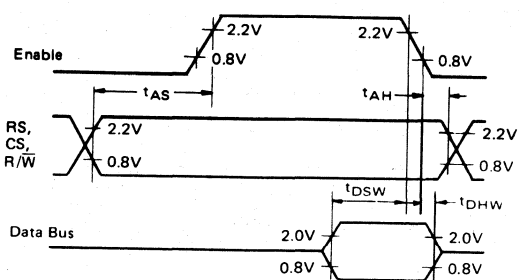 2.2V
2.2V
Enable
0.8V
0.8V
tAS
tAH
RS,
CS,
R/W̅
2.2V
2.2V
0.8V
0.8V
tDSW
tDHW
Data Bus
2.0V
2.0V
0.8V
0.8V